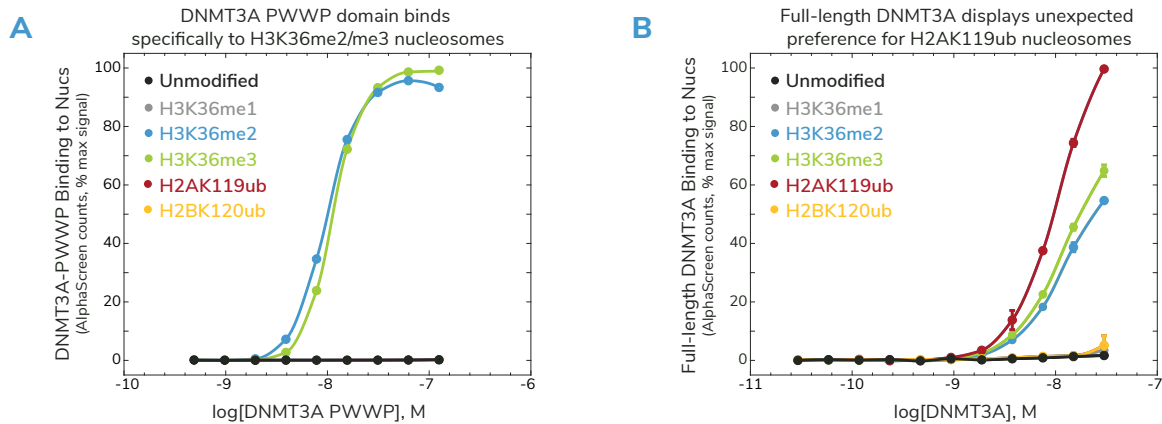 A
DNMT3A PWWP domain binds
specifically to H3K36me2/me3 nucleosomes
DNMT3A-PWWP Binding to Nucs
(AlphaScreen counts, % max signal)
100
80
60
40
20
0
Unmodified
H3K36me1
H3K36me2
H3K36me3
H2AK119ub
H2BK120ub
-10
-9
-8
-7
-6
log[DNMT3A PWWP], M
B
Full-length DNMT3A displays unexpected
preference for H2AK119ub nucleosomes
Full-length DNMT3A Binding to Nucs
(AlphaScreen counts, % max signal)
100
80
60
40
20
0
Unmodified
H3K36me1
H3K36me2
H3K36me3
H2AK119ub
H2BK120ub
-11
-10
-9
-8
-7
log[DNMT3A], M